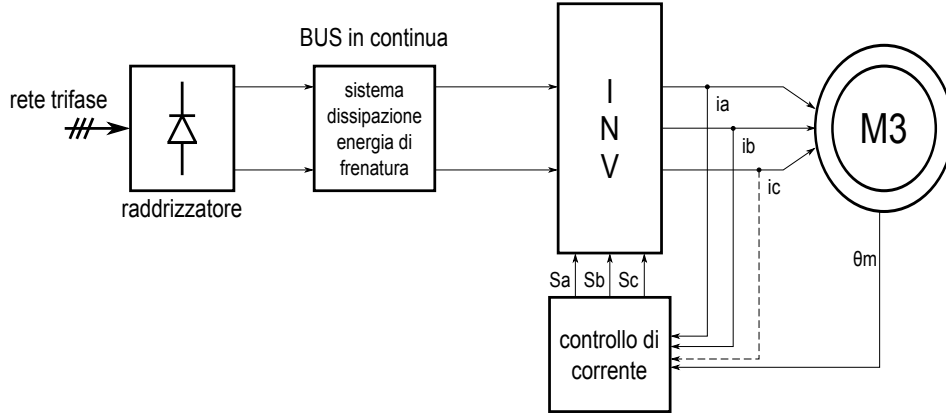 BUS in continua
rete trifase
raddrizzatore
sistema
dissipazione
energia di
frenatura
I
N
V
ia
ib
ic
M3
θm
Sa Sb Sc
controllo di
corrente